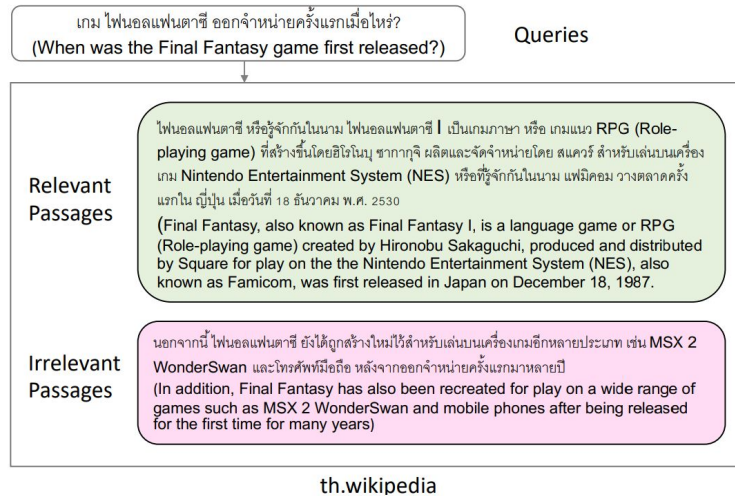 เกม ไฟนอลแฟนตาซี ออกจำหน่ายครั้งแรกเมื่อไหร่?
(When was the Final Fantasy game first released?)
Queries
Relevant
Passages
ไฟนอลแฟนตาซี หรือรู้จักกันในนาม ไฟนอลแฟนตาซี I เป็นเกมภาษา หรือ เกมแนว RPG (Role-
playing game) ที่สร้างขึ้นโดยฮิโรโนบุ ซากากุจิ ผลิตและจัดจำหน่ายโดย สแควร์ สำหรับเล่นบนเครื่อง
เกม Nintendo Entertainment System (NES) หรือที่รู้จักกันในนาม แฟมิคอม วางตลาดครั้ง
แรกใน ญี่ปุ่น เมื่อวันที่ 18 ธันวาคม พ.ศ. 2530
(Final Fantasy, also known as Final Fantasy I, is a language game or RPG
(Role-playing game) created by Hironobu Sakaguchi, produced and distributed
by Square for play on the the Nintendo Entertainment System (NES), also
known as Famicom, was first released in Japan on December 18, 1987.
Irrelevant
Passages
นอกจากนี้ ไฟนอลแฟนตาซี ยังได้ถูกสร้างใหม่ไว้สำหรับเล่นบนเครื่องเกมอีกหลายประเภท เช่น MSX 2
WonderSwan และโทรศัพท์มือถือ หลังจากออกจำหน่ายครั้งแรกมาหลายปี
(In addition, Final Fantasy has also been recreated for play on a wide range of
games such as MSX 2 WonderSwan and mobile phones after being released
for the first time for many years)
th.wikipedia